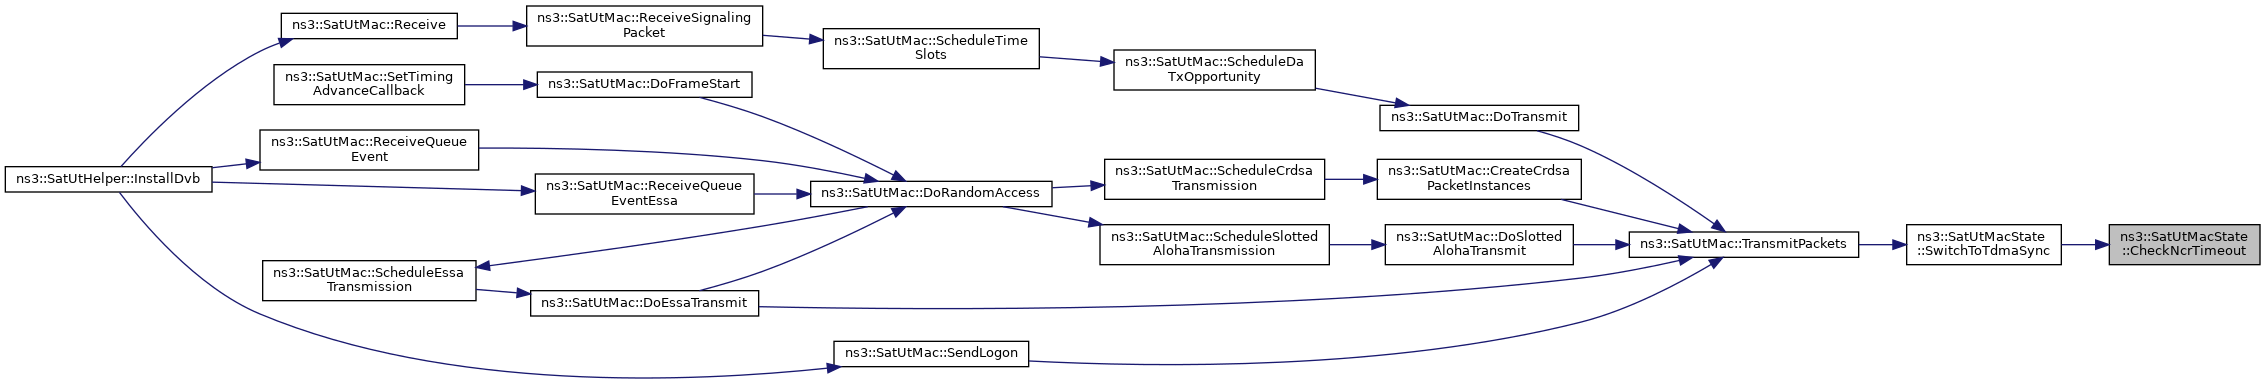 ns3::SatUtHelper::InstallDvb
ns3::SatUtMac::Receive
ns3::SatUtMac::SetTiming
AdvanceCallback
ns3::SatUtMac::ReceiveQueue
Event
ns3::SatUtMac::ScheduleEssa
Transmission
ns3::SatUtMac::ReceiveSignaling
Packet
ns3::SatUtMac::DoFrameStart
ns3::SatUtMac::ReceiveQueue
EventEssa
ns3::SatUtMac::DoEssaTransmit
ns3::SatUtMac::ScheduleTime
Slots
ns3::SatUtMac::DoRandomAccess
ns3::SatUtMac::SendLogon
ns3::SatUtMac::ScheduleDa
TxOpportunity
ns3::SatUtMac::ScheduleCrdsa
Transmission
ns3::SatUtMac::ScheduleSlotted
AlohaTransmission
ns3::SatUtMac::DoTransmit
ns3::SatUtMac::CreateCrdsa
PacketInstances
ns3::SatUtMac::DoSlotted
AlohaTransmit
ns3::SatUtMac::TransmitPackets
ns3::SatUtMacState
::SwitchToTdmaSync
ns3::SatUtMacState
::CheckNcrTimeout